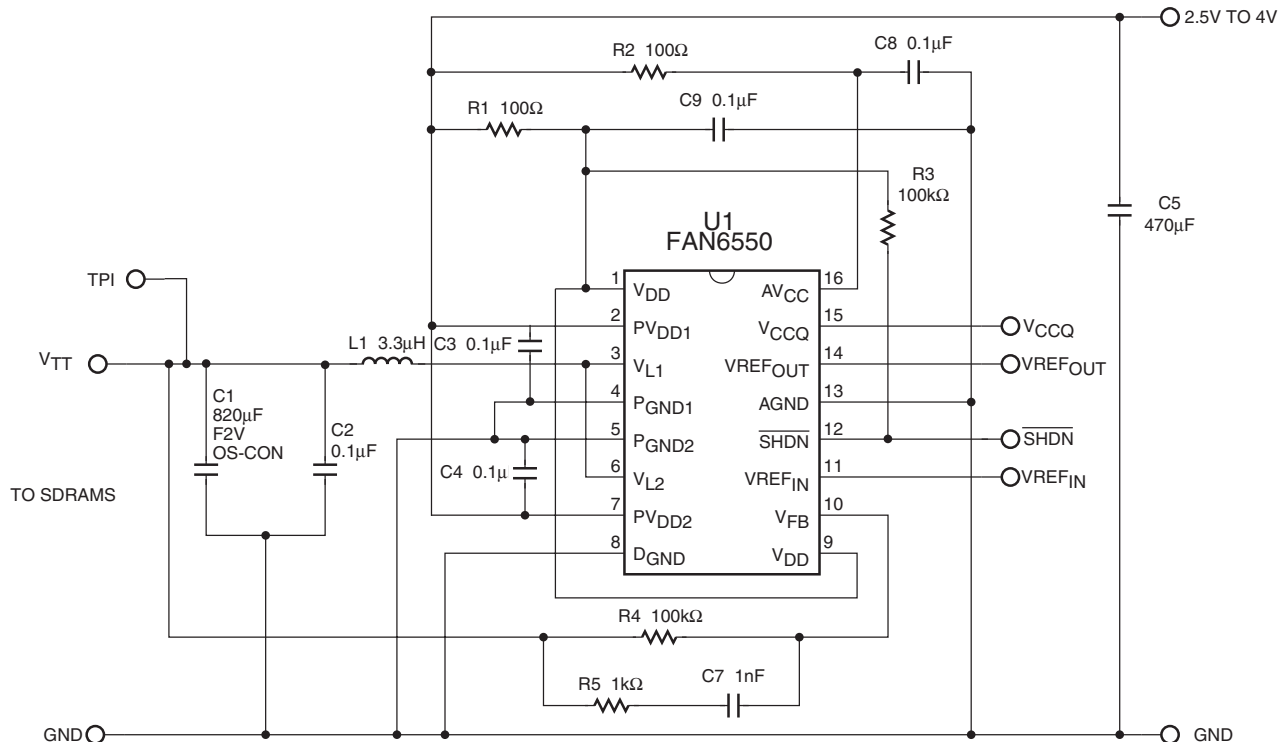 2.5V TO 4V
R2 100Ω
C8 0.1µF
R1 100Ω
C9 0.1µF
R3
100kΩ
C5
470µF
U1
FAN6550
TPI
VTT
L1 3.3µH
C3 0.1µF
C1
820µF
F2V
OS-CON
C2
0.1µF
C4 0.1µ
TO SDRAMS
1
VDD
2
PVDD1
3
VL1
4
PGND1
5
PGND2
6
VL2
7
PVDD2
8
DGND
16
AVCC
15
VCCQ
14
VREFOUT
13
AGND
12
SHDN
11
VREFIN
10
VFB
9
VDD
VCCQ
VREFOUT
SHDN
VREFIN
R4 100kΩ
R5 1kΩ
C7 1nF
GND
GND